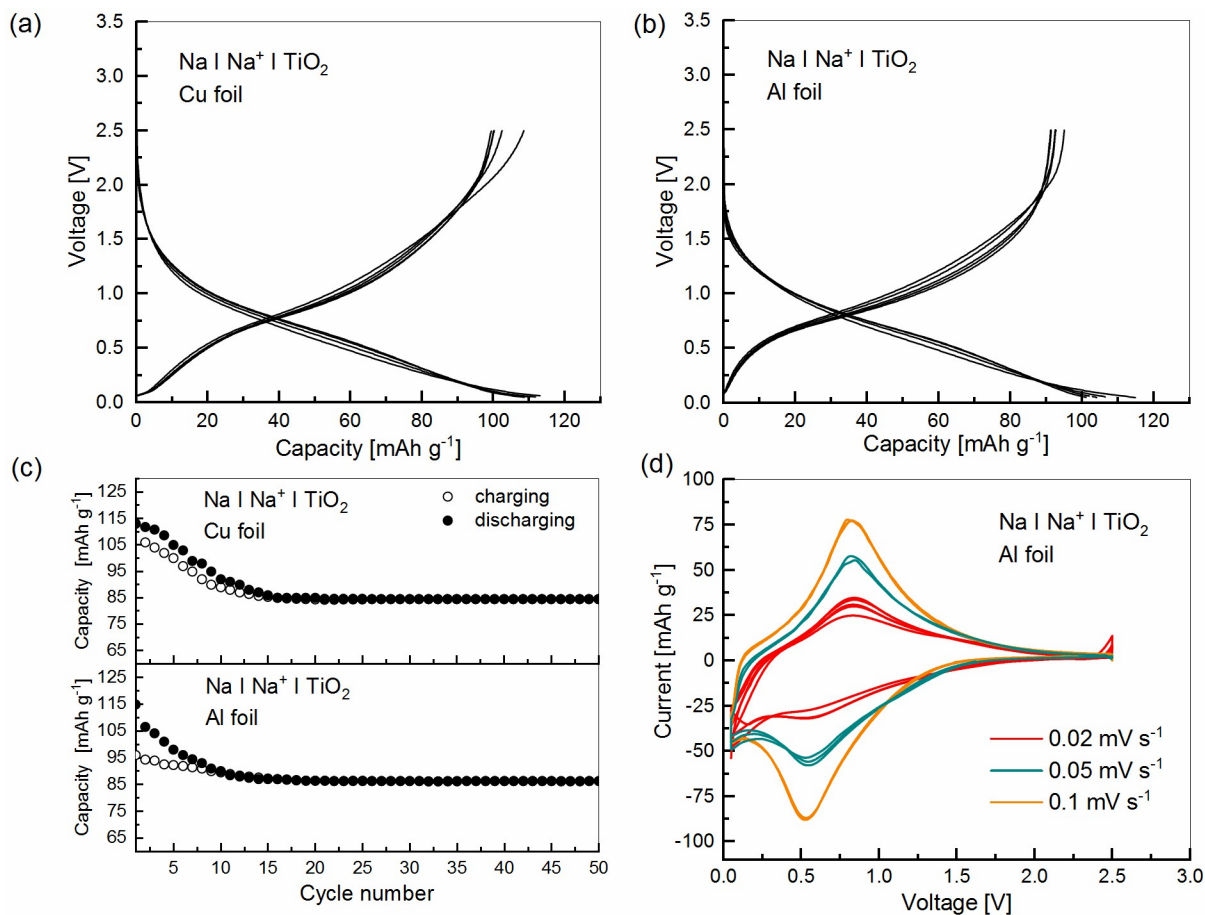 (a)
3.5
3.0
2.5
2.0
1.5
1.0
0.5
0.0
Voltage [V]
Na I Na⁺ I TiO₂
Cu foil
0 20 40 60 80 100 120
Capacity [mAh g⁻¹]
(b)
3.5
3.0
2.5
2.0
1.5
1.0
0.5
0.0
Voltage [V]
Na I Na⁺ I TiO₂
Al foil
0 20 40 60 80 100 120
Capacity [mAh g⁻¹]
(c)
125
115
105
95
85
75
65
Capacity [mAh g⁻¹]
Na I Na⁺ I TiO₂
Cu foil
charging
discharging
125
115
105
95
85
75
65
Capacity [mAh g⁻¹]
Na I Na⁺ I TiO₂
Al foil
5 10 15 20 25 30 35 40 45 50
Cycle number
(d)
100
75
50
25
0
-25
-50
-75
-100
Current [mAh g⁻¹]
Na I Na⁺ I TiO₂
Al foil
0.02 mV s⁻¹
0.05 mV s⁻¹
0.1 mV s⁻¹
0.0 0.5 1.0 1.5 2.0 2.5 3.0
Voltage [V]